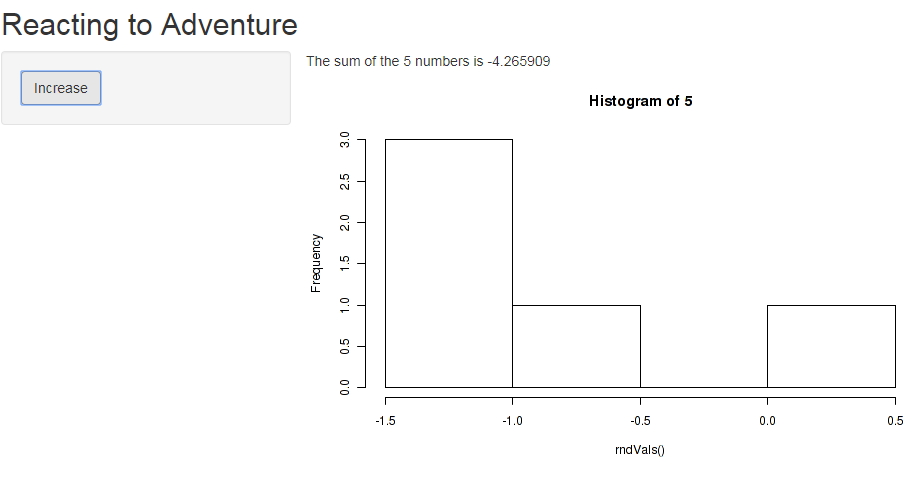 Reacting to Adventure
Increase
The sum of the 5 numbers is -4.265909
Histogram of 5
Frequency
3.0
2.5
2.0
1.5
1.0
0.5
0.0
-1.5 -1.0 -0.5 0.0 0.5
rndVals()